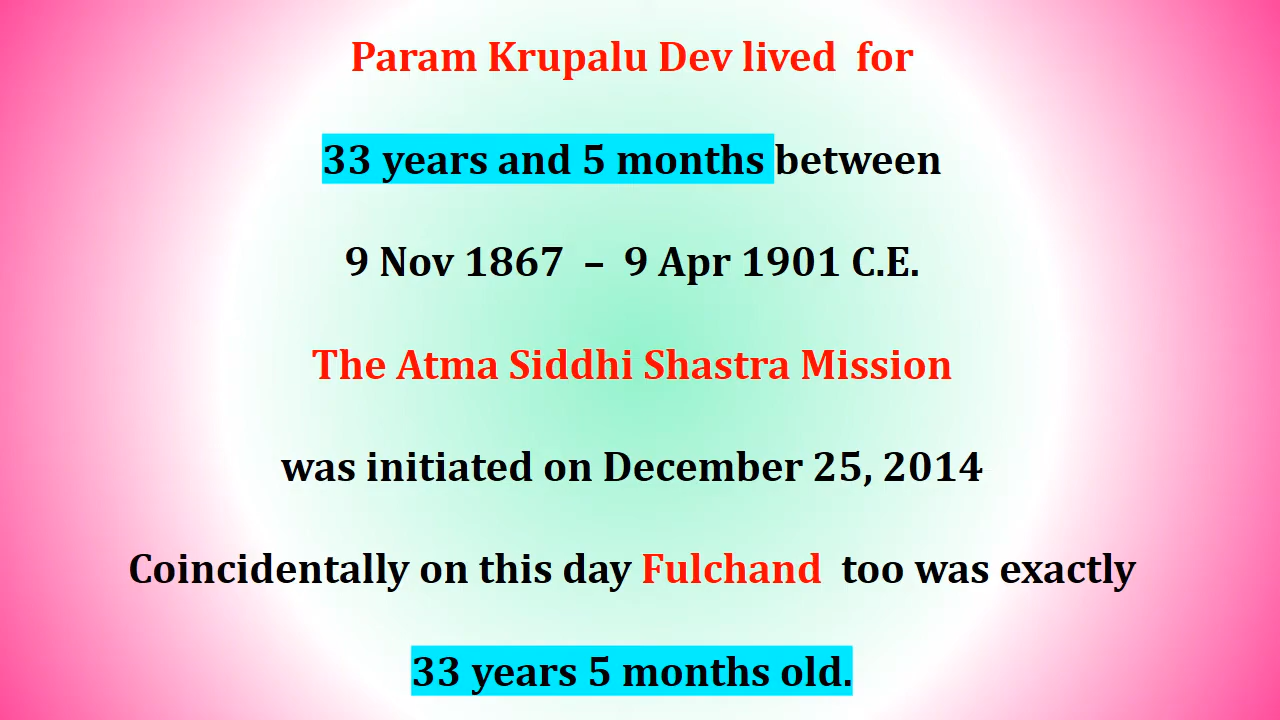 Param Krupalu Dev lived for
33 years and 5 months between
9 Nov 1867 – 9 Apr 1901 C.E.
The Atma Siddhi Shastra Mission
was initiated on December 25, 2014
Coincidentally on this day Fulchand too was exactly
33 years 5 months old.